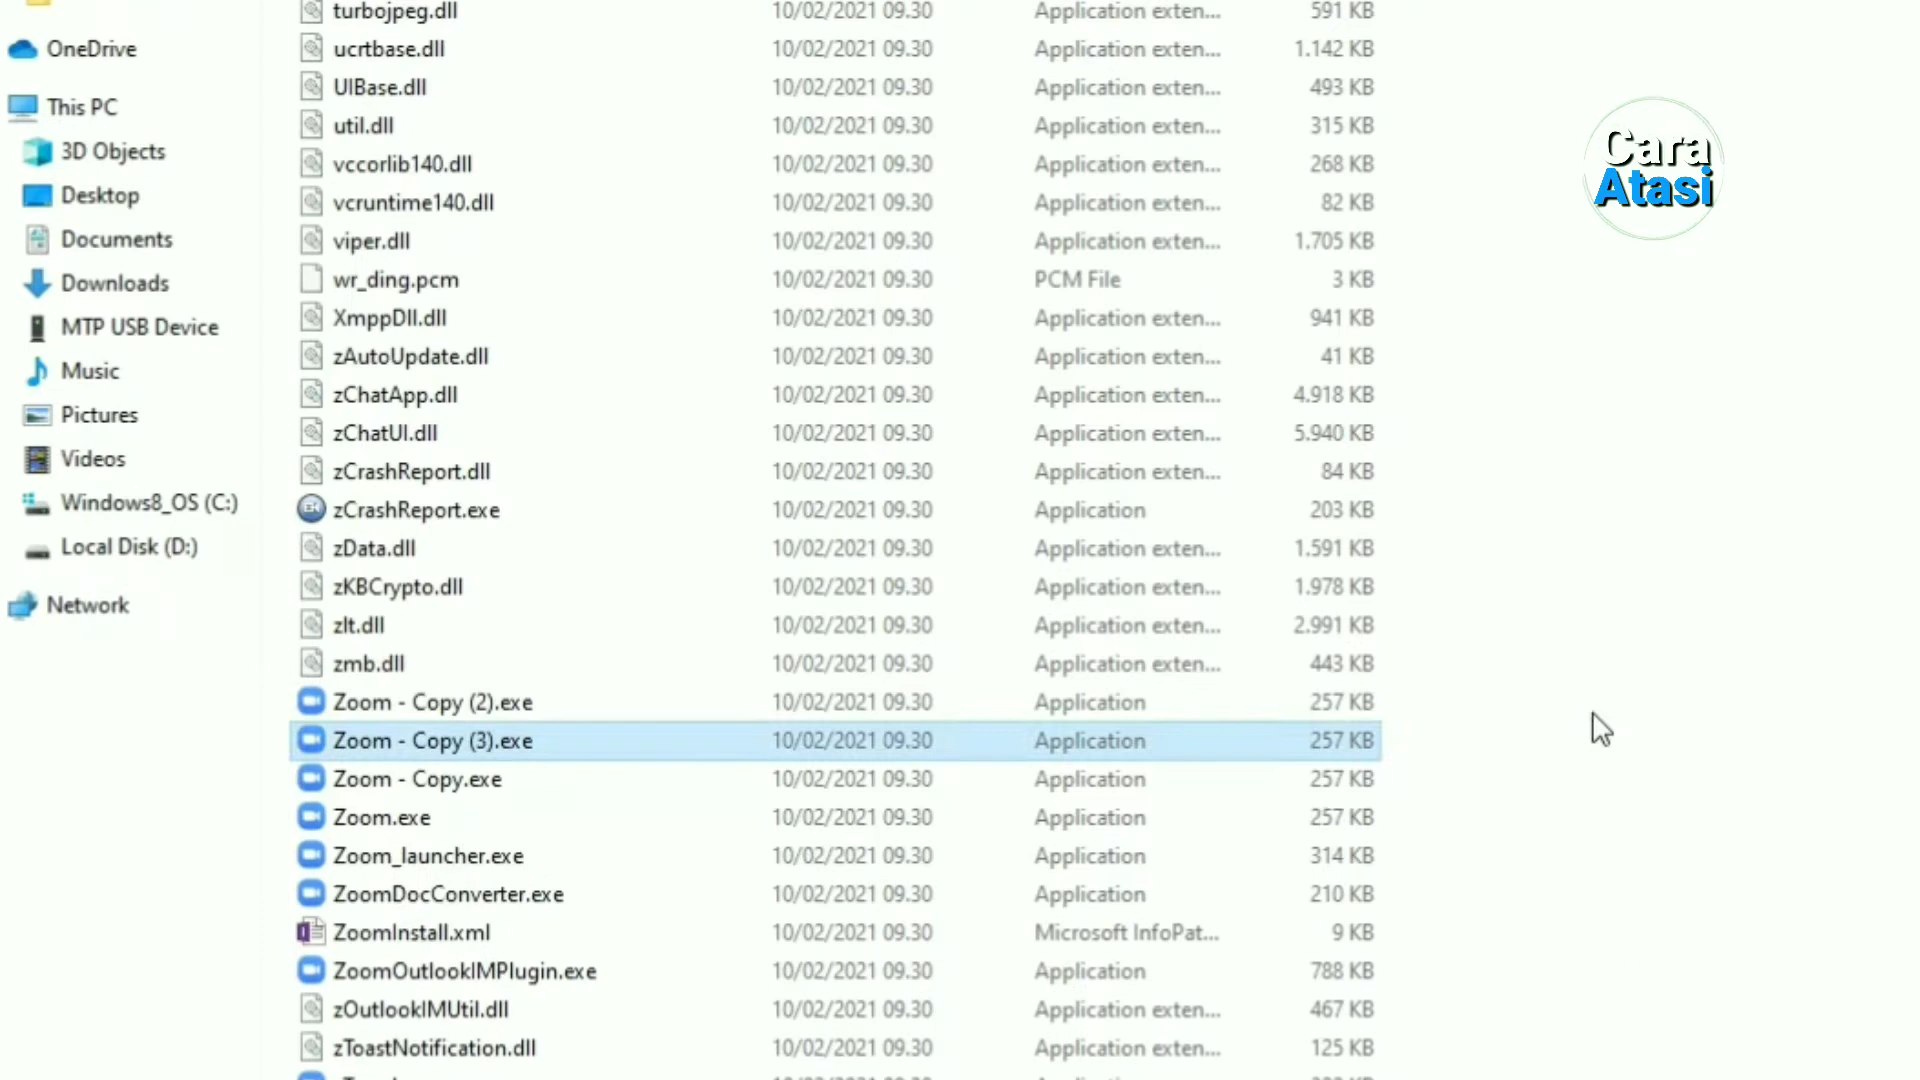 turbojpeg.dll 10/02/2021 09.30 Application exten... 591 KB
OneDrive
ucrtbase.dll 10/02/2021 09.30 Application exten... 1.142 KB
UIBase.dll 10/02/2021 09.30 Application exten... 493 KB
This PC
util.dll 10/02/2021 09.30 Application exten... 315 KB
3D Objects
vccorlib140.dll 10/02/2021 09.30 Application exten... 268 KB
Cara
Atasi
Desktop
vcruntime140.dll 10/02/2021 09.30 Application exten... 82 KB
Documents
viper.dll 10/02/2021 09.30 Application exten... 1.705 KB
Downloads
wr_ding.pcm 10/02/2021 09.30 PCM File 3 KB
MTP USB Device
XmppDll.dll 10/02/2021 09.30 Application exten... 941 KB
zAutoUpdate.dll 10/02/2021 09.30 Application exten... 41 KB
Music
zChatApp.dll 10/02/2021 09.30 Application exten... 4.918 KB
Pictures
zChatUI.dll 10/02/2021 09.30 Application exten... 5.940 KB
Videos
zCrashReport.dll 10/02/2021 09.30 Application exten... 84 KB
Windows8_OS (C:)
zCrashReport.exe 10/02/2021 09.30 Application 203 KB
Local Disk (D:)
zData.dll 10/02/2021 09.30 Application exten... 1.591 KB
zKBCrypto.dll 10/02/2021 09.30 Application exten... 1.978 KB
Network
zlt.dll 10/02/2021 09.30 Application exten... 2.991 KB
zmb.dll 10/02/2021 09.30 Application exten... 443 KB
Zoom - Copy (2).exe 10/02/2021 09.30 Application 257 KB
Zoom - Copy (3).exe 10/02/2021 09.30 Application 257 KB
Zoom - Copy.exe 10/02/2021 09.30 Application 257 KB
Zoom.exe 10/02/2021 09.30 Application 257 KB
Zoom_launcher.exe 10/02/2021 09.30 Application 314 KB
ZoomDocConverter.exe 10/02/2021 09.30 Application 210 KB
ZoomInstall.xml 10/02/2021 09.30 Microsoft InfoPat... 9 KB
ZoomOutlookIMPlugin.exe 10/02/2021 09.30 Application 788 KB
zOutlookIMUtil.dll 10/02/2021 09.30 Application exten... 467 KB
zToastNotification.dll 10/02/2021 09.30 Application exten... 125 KB